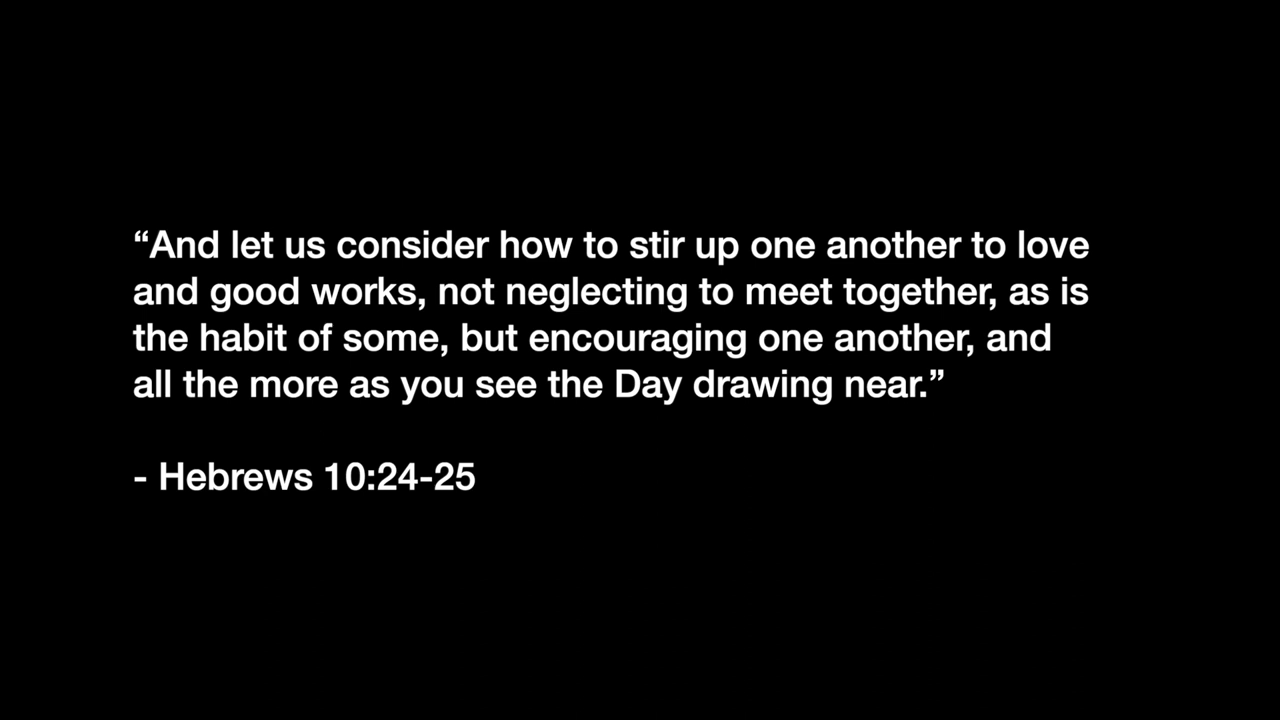 “And let us consider how to stir up one another to love
and good works, not neglecting to meet together, as is
the habit of some, but encouraging one another, and
all the more as you see the Day drawing near.”
- Hebrews 10:24-25